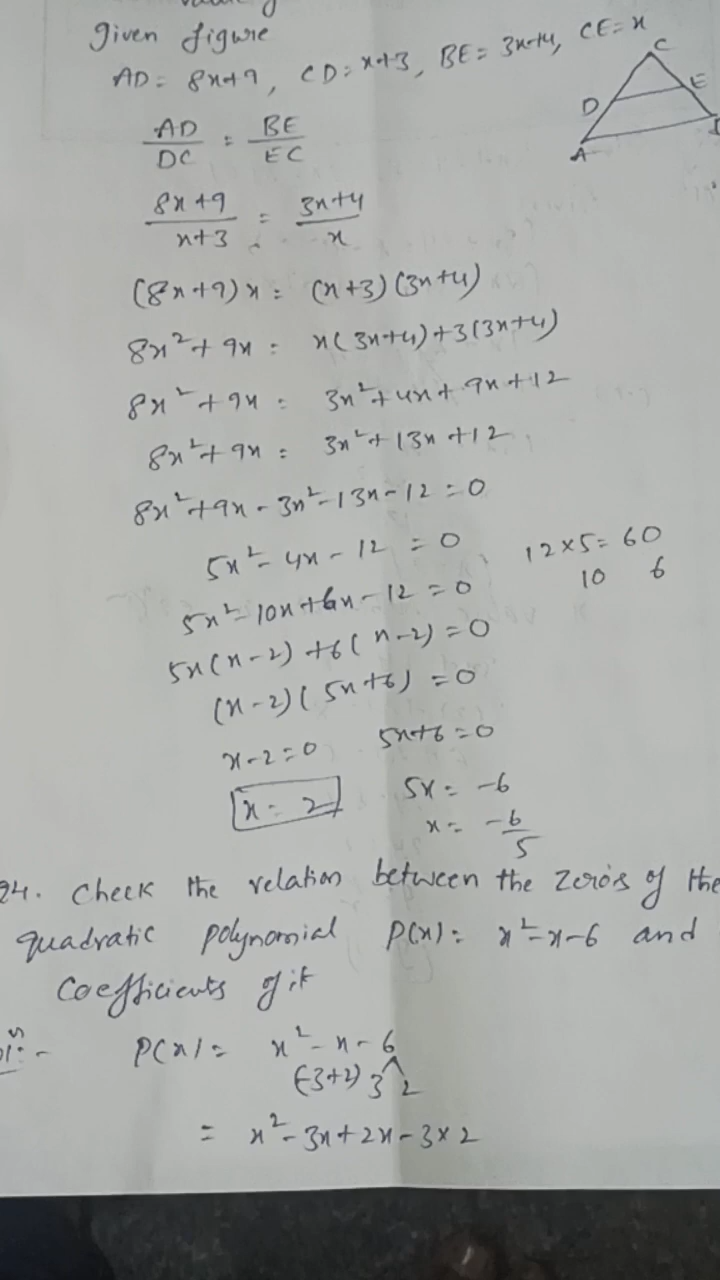 given figure
AD = 8x+9, CD = x+3, BE = 3x+4, CE = x
C
E
D
A
AD/DC = BE/EC
8x+9/x+3 = 3x+4/x
(8x+9)x = (x+3)(3x+4)
8x²+9x = x(3x+4)+3(3x+4)
8x²+9x = 3x²+4x+9x+12
8x²+9x = 3x²+13x+12
8x²+9x-3x²-13x-12=0
5x²-4x-12=0
12×5=60
5x²-10x+6x-12=0
10 6
5x(x-2)+6(x-2)=0
(x-2)(5x+6)=0
x-2=0 5x+6=0
x=2 5x=-6
x=-6/5
24. Check the relation between the zero's of the
quadratic polynomial P(x)= x²-x-6 and
coefficients of it
P(x)= x²-x-6
(-3+2) 3 2
= x²-3x+2x-3×2